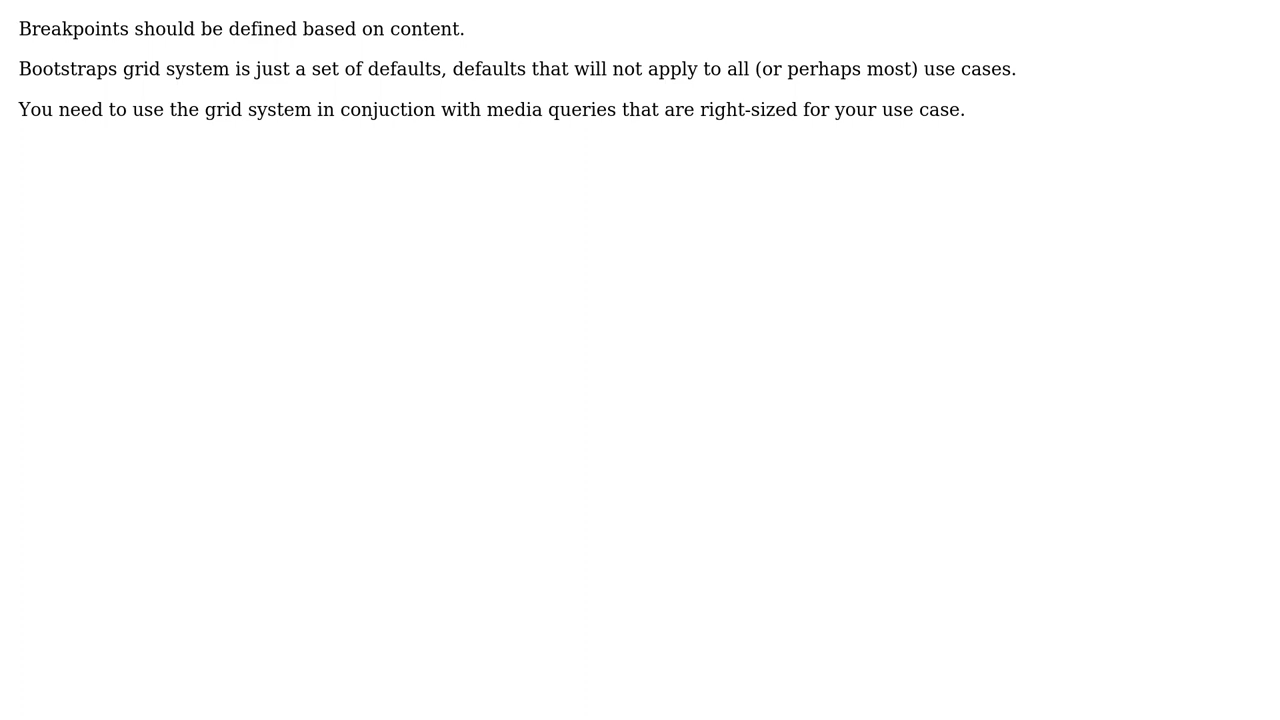 Breakpoints should be defined based on content.
Bootstraps grid system is just a set of defaults, defaults that will not apply to all (or perhaps most) use cases.
You need to use the grid system in conjuction with media queries that are right-sized for your use case.